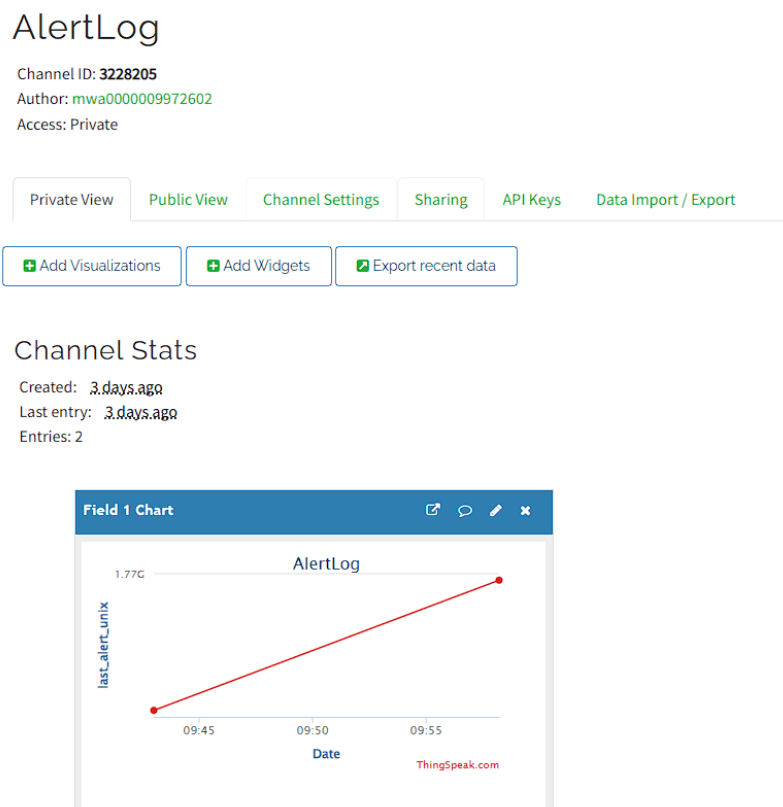 AlertLog
Channel ID: 3228205
Author: mwa0000009972602
Access: Private
Private View Public View Channel Settings Sharing API Keys Data Import / Export
Add Visualizations Add Widgets Export recent data
Channel Stats
Created: 3 days ago
Last entry: 3 days ago
Entries: 2
Field 1 Chart
AlertLog
1.77G
last_alert_unix
09:45 09:50 09:55
Date
ThingSpeak.com